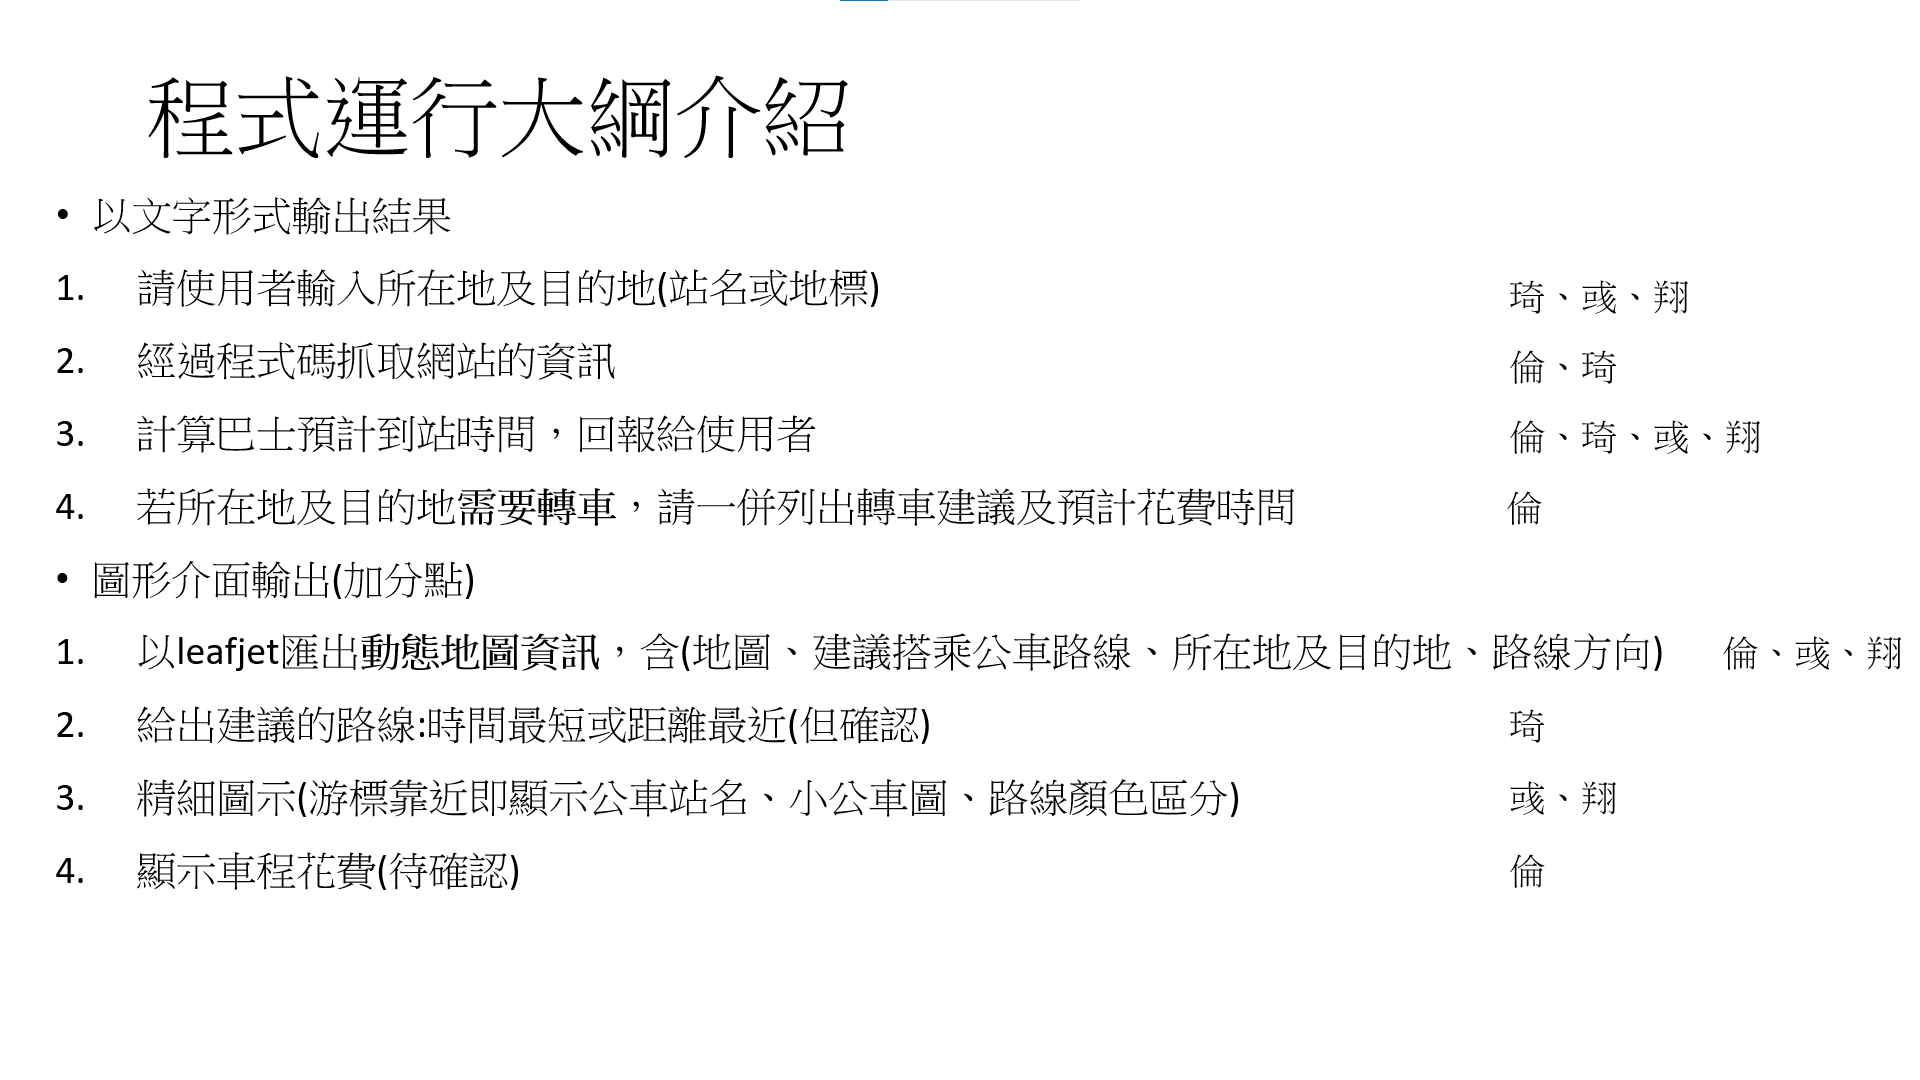 程式運行大綱介紹
• 以文字形式輸出結果
1. 請使用者輸入所在地及目的地(站名或地標) 琦、彧、翔
2. 經過程式碼抓取網站的資訊 倫、琦
3. 計算巴士預計到站時間，回報給使用者 倫、琦、彧、翔
4. 若所在地及目的地需要轉車，請一併列出轉車建議及預計花費時間 倫
• 圖形介面輸出(加分點)
1. 以leafjet匯出動態地圖資訊，含(地圖、建議搭乘公車路線、所在地及目的地、路線方向) 倫、彧、翔
2. 給出建議的路線:時間最短或距離最近(但確認) 琦
3. 精細圖示(游標靠近即顯示公車站名、小公車圖、路線顏色區分) 彧、翔
4. 顯示車程花費(待確認) 倫